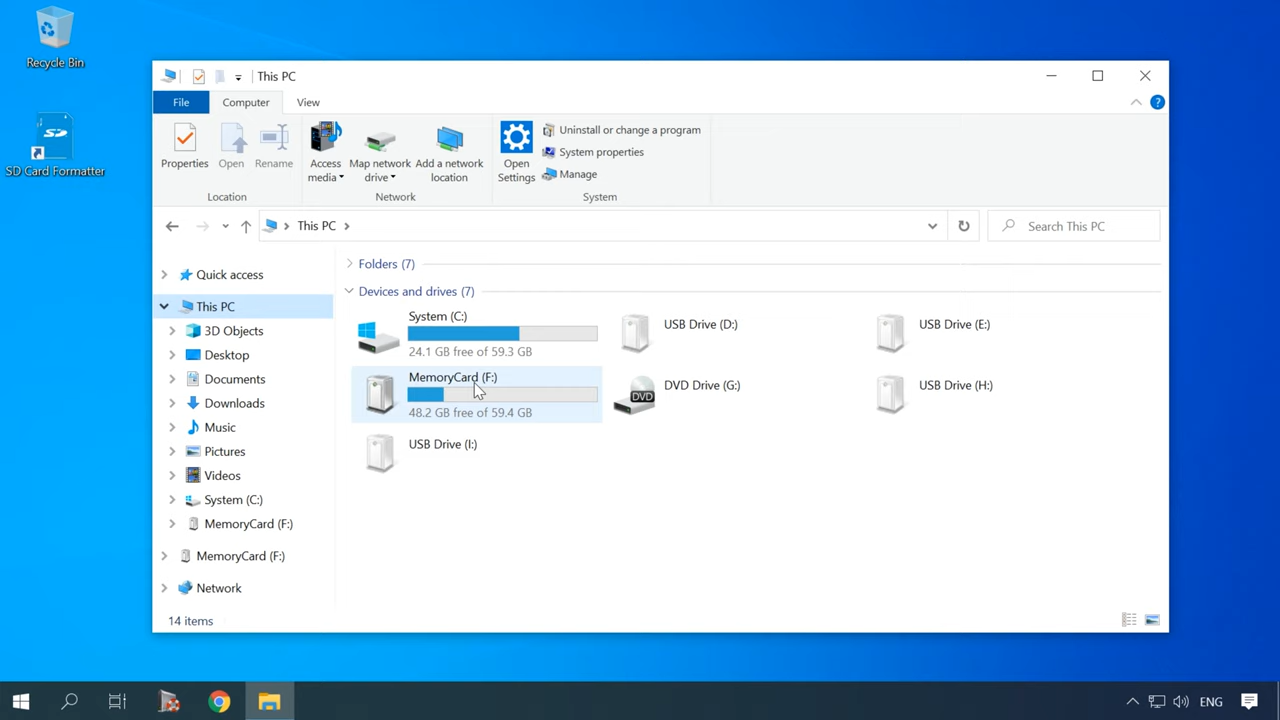 Recycle Bin
SD
SD Card Formatter
This PC
File
Computer
View
?
Properties
Open
Rename
Access
media
Map network
drive
Add a network
location
Open
Settings
Uninstall or change a program
System properties
Manage
Location
Network
System
This PC
Search This PC
Quick access
This PC
3D Objects
Desktop
Documents
Downloads
Music
Pictures
Videos
System (C:)
MemoryCard (F:)
MemoryCard (F:)
Network
Folders (7)
Devices and drives (7)
System (C:)
24.1 GB free of 59.3 GB
USB Drive (D:)
USB Drive (E:)
MemoryCard (F:)
48.2 GB free of 59.4 GB
DVD
DVD Drive (G:)
USB Drive (H:)
USB Drive (I:)
14 items
ENG